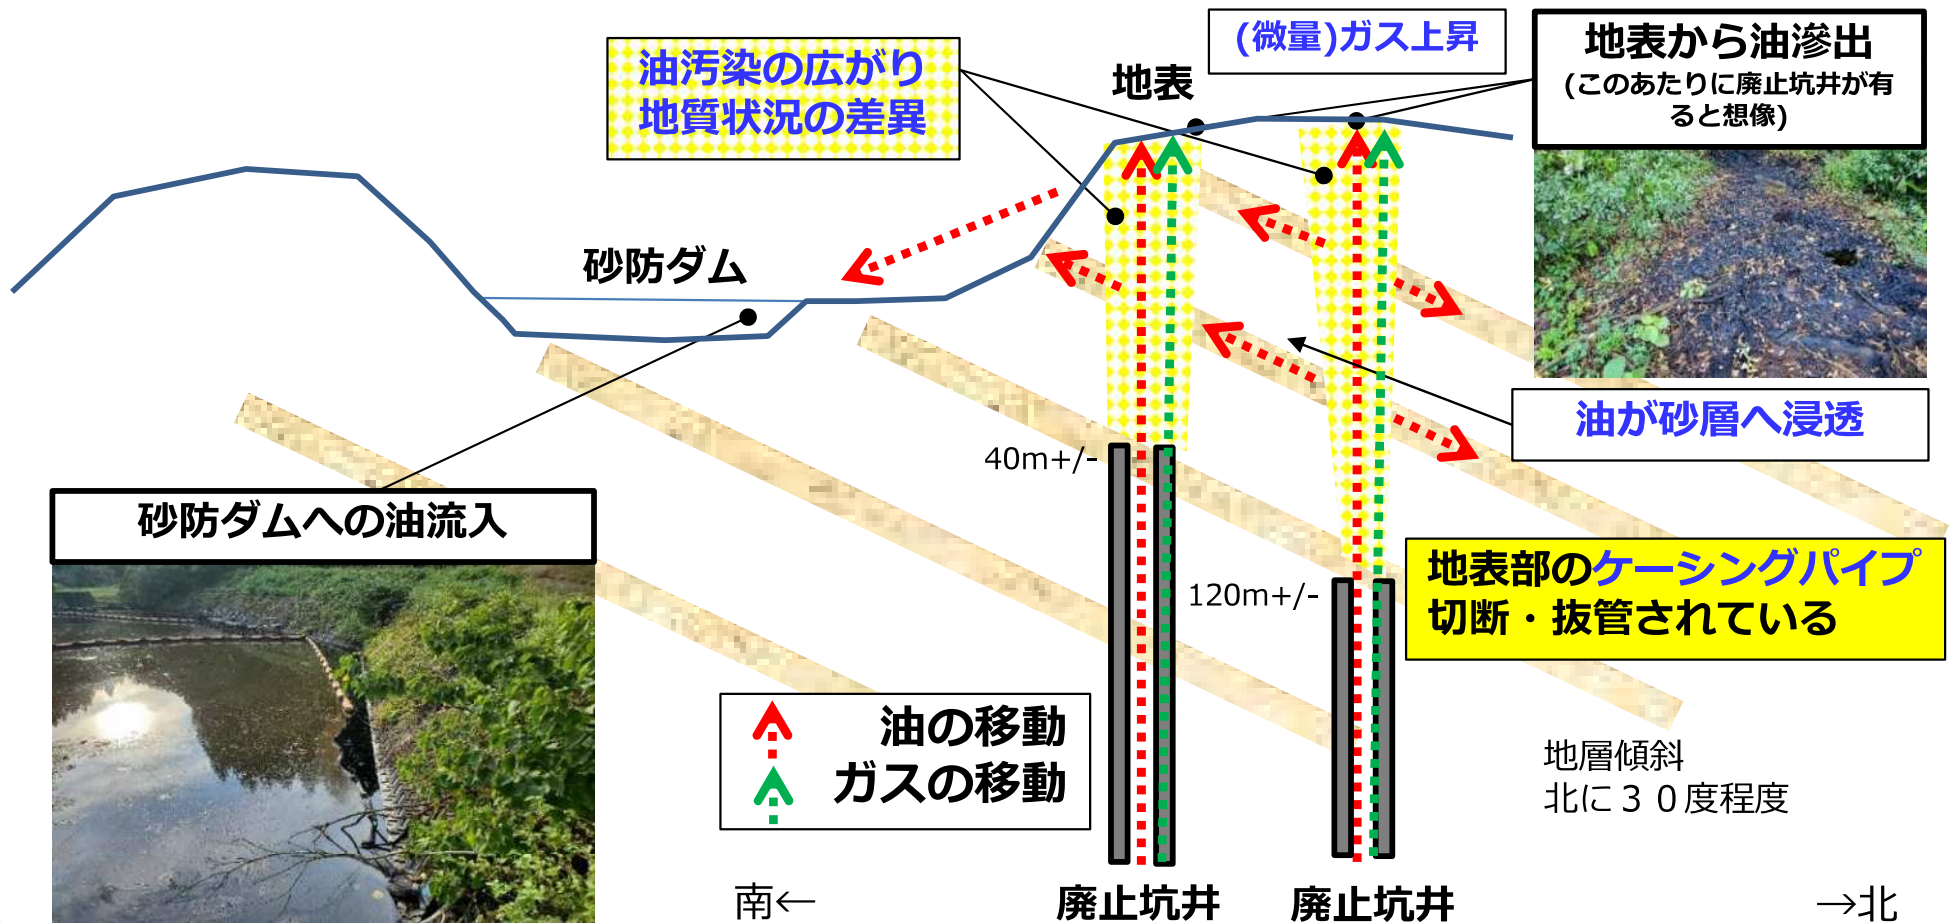 油汚染の広がり
地質状況の差異
地表
(微量)ガス上昇
地表から油滲出
(このあたりに廃止坑井が有
ると想像)
砂防ダム
油が砂層へ浸透
40m+/-
砂防ダムへの油流入
120m+/-
地表部のケーシングパイプ
切断・抜管されている
油の移動
ガスの移動
地層傾斜
北に３０度程度
南←
廃止坑井
廃止坑井
→北